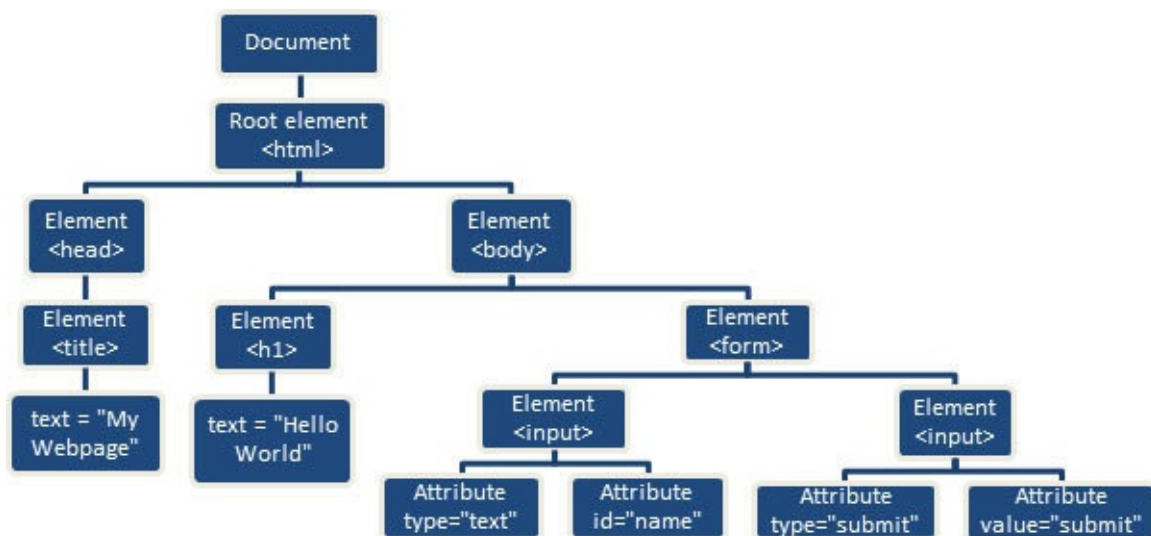 Document
Root element
<html>
Element
<head>
Element
<body>
Element
<title>
Element
<h1>
Element
<form>
text = "My
Webpage"
text = "Hello
World"
Element
<input>
Element
<input>
Attribute
type="text"
Attribute
id="name"
Attribute
type="submit"
Attribute
value="submit"